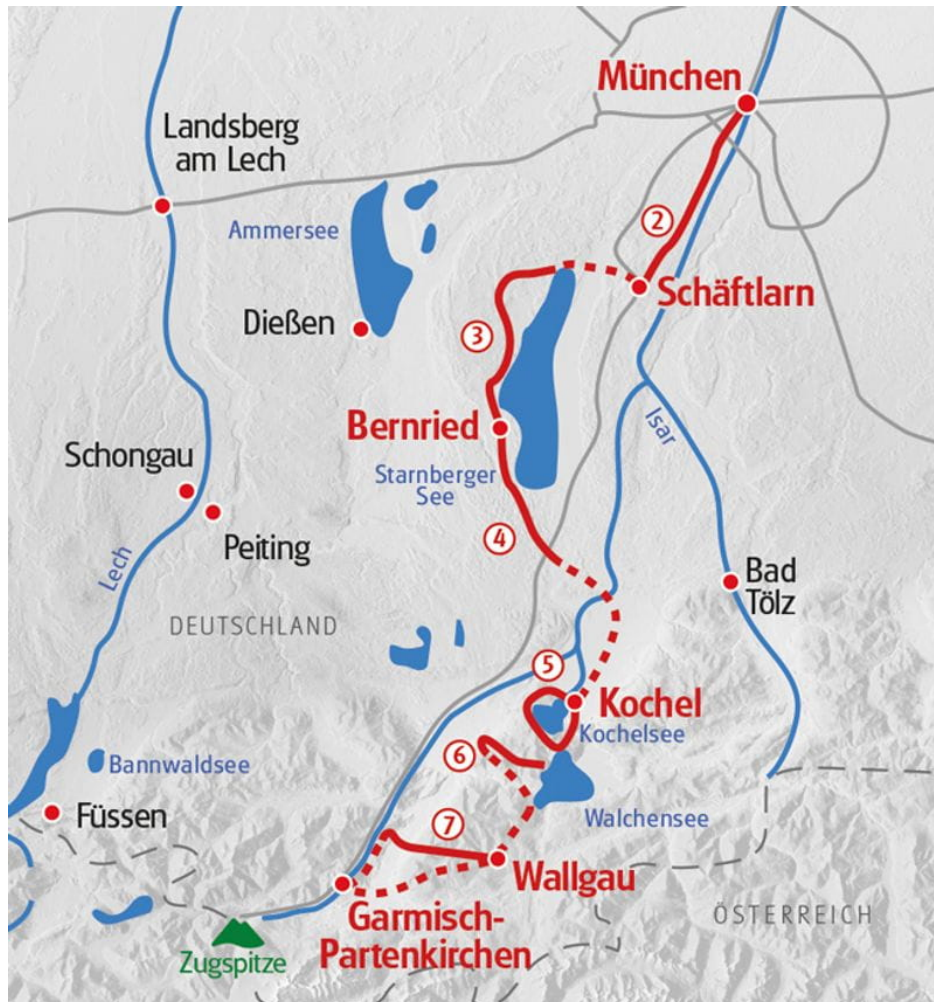 München
Landsberg
am Lech
Ammersee
2
Schäftlarn
Dießen
3
Bernried
Isar
Schongau
Starnberger
See
4
Peiting
Lech
Bad
Tölz
DEUTSCHLAND
5
Kochel
Kochelsee
6
Bannwaldsee
Füssen
Walchensee
7
Wallgau
Garmisch-
Partenkirchen
ÖSTERREICH
Zugspitze